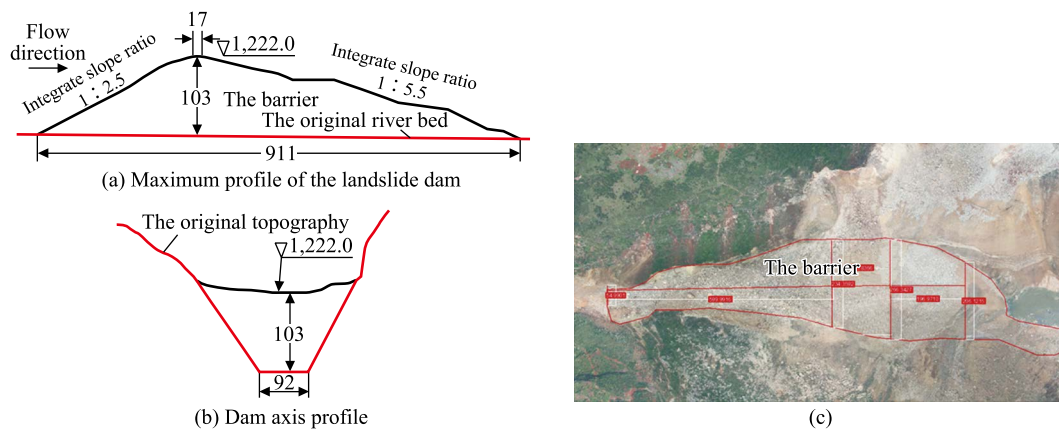 17
Flow
direction
1,222.0
Integrate slope ratio
1 : 2.5
Integrate slope ratio
1 : 5.5
103
The barrier
The original river bed
911
(a) Maximum profile of the landslide dam
The original topography
1,222.0
103
92
(b) Dam axis profile
The barrier
(c)